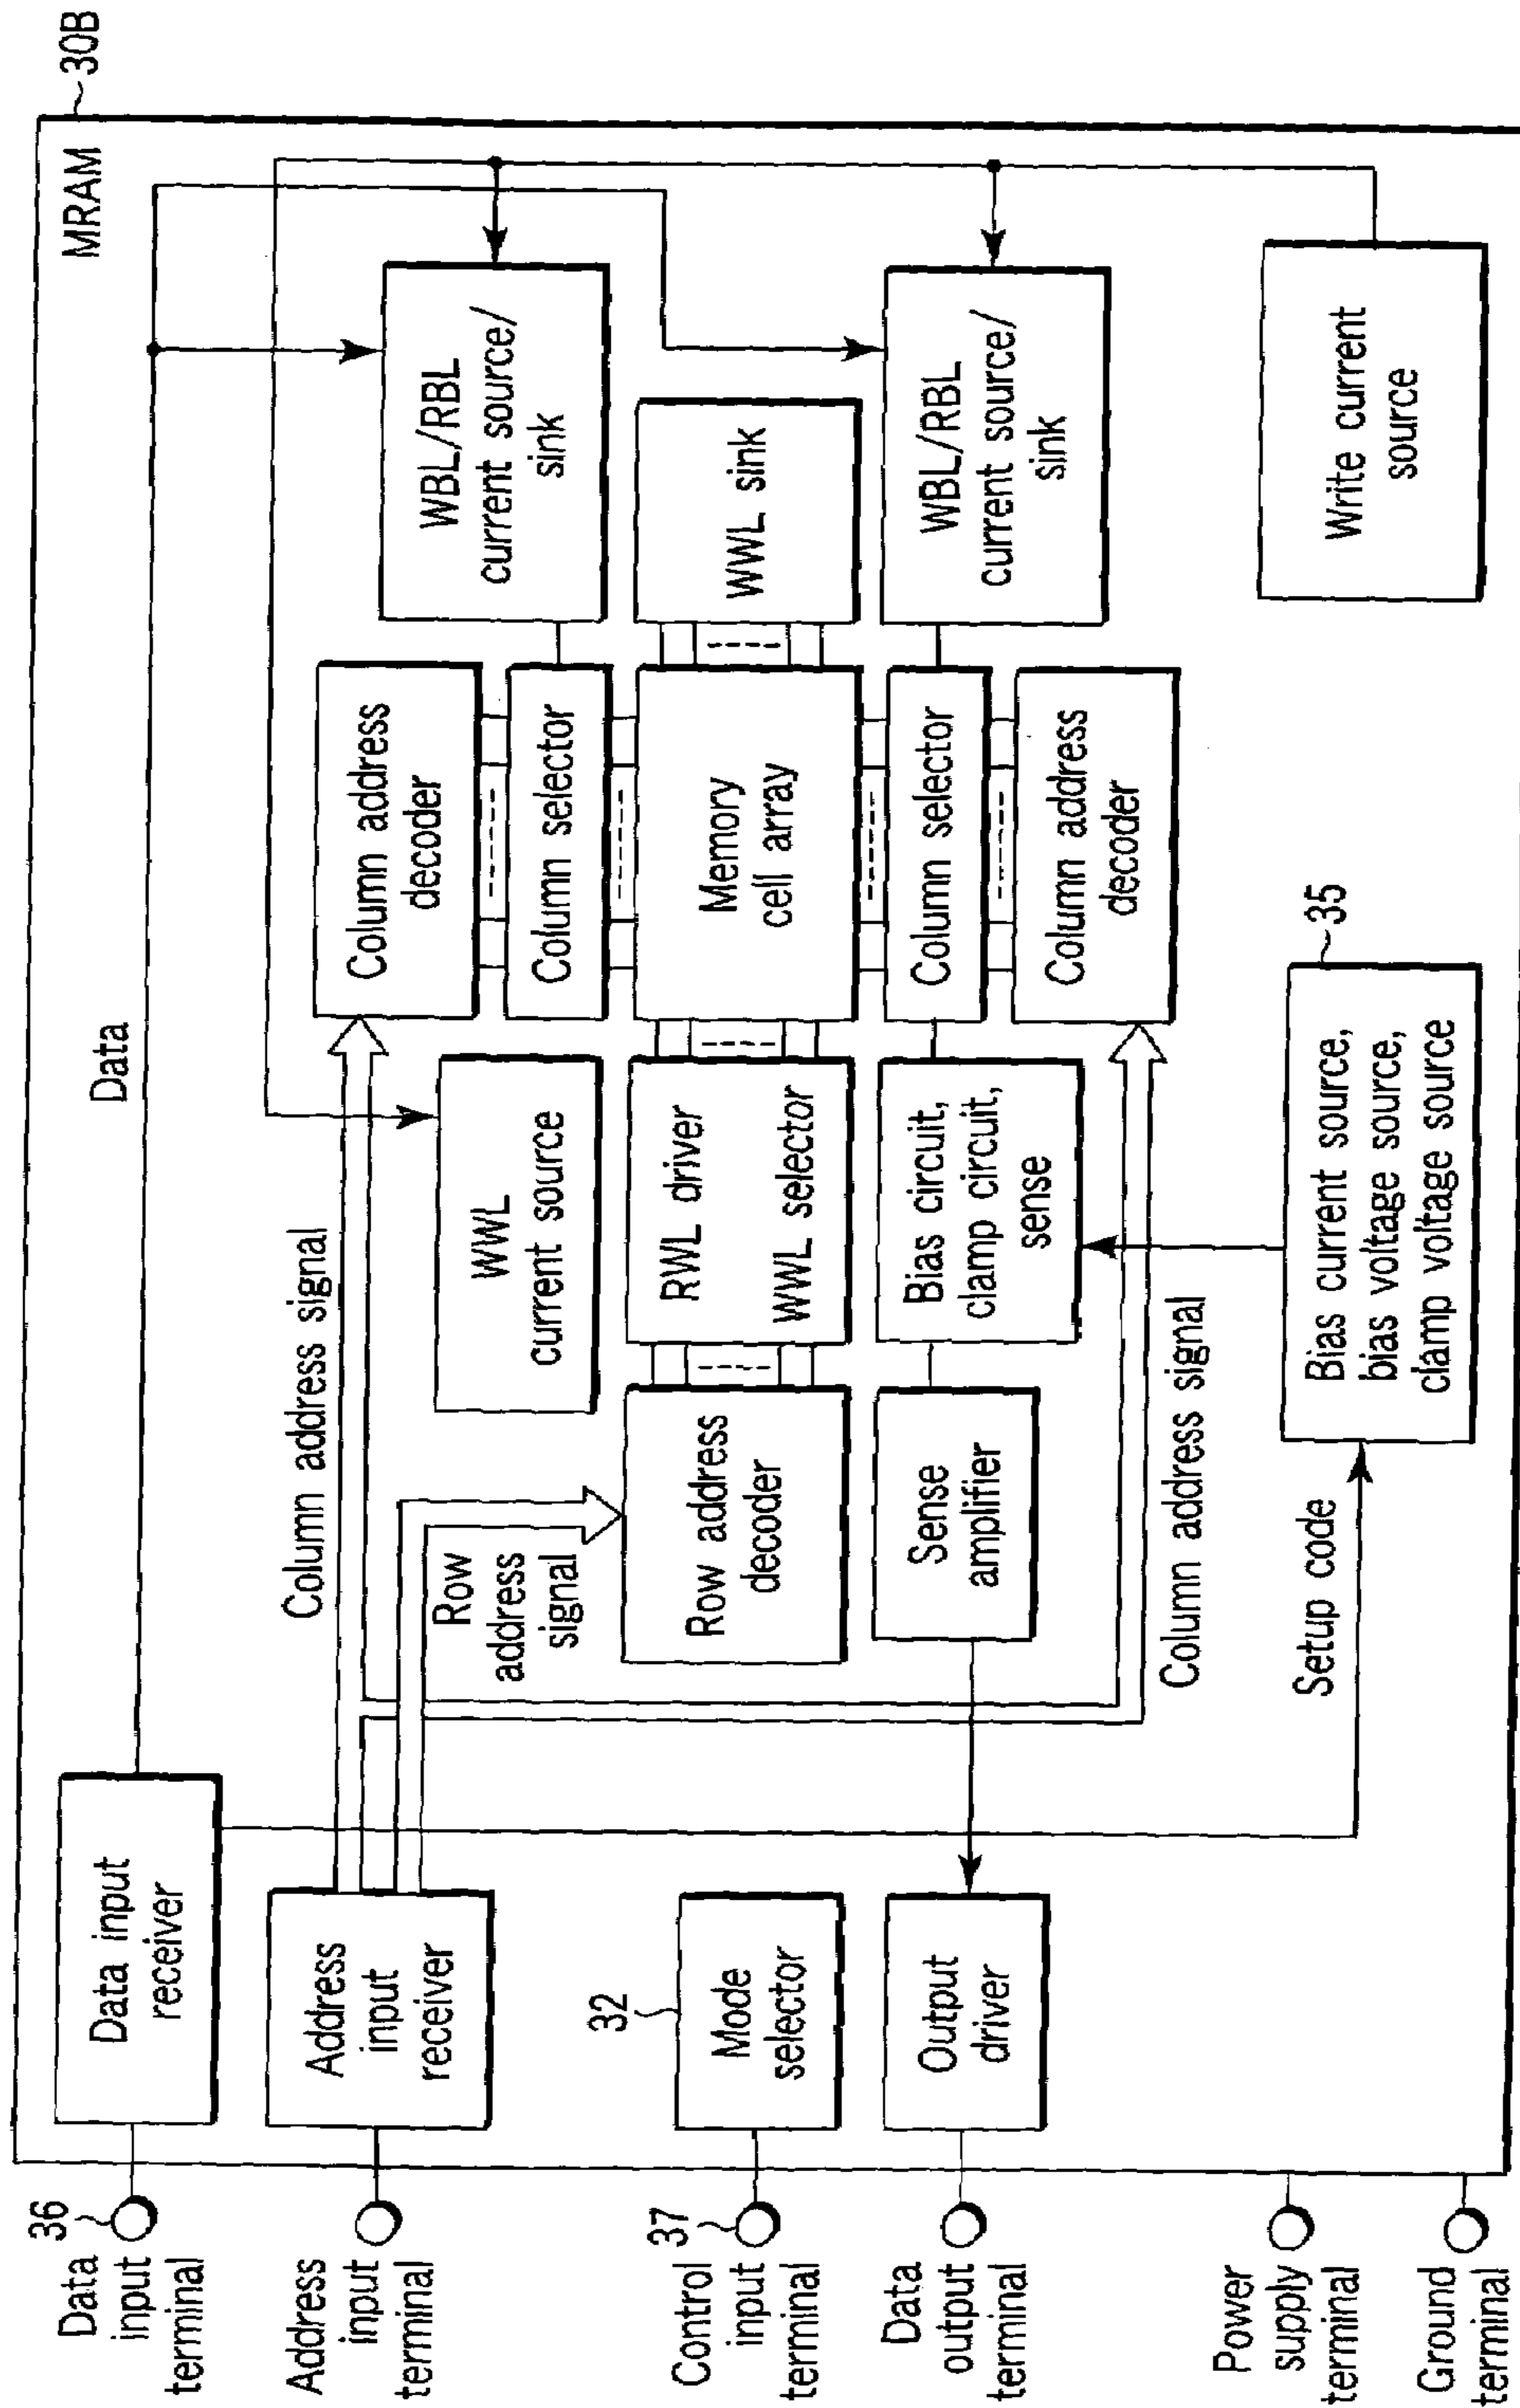 30B
MRAM
Data
Column address signal
Row
address
signal
Column address signal
Setup code
36
Data
input
terminal
Address
input
terminal
37
Control
input
terminal
Data
output
terminal
Power
supply
terminal
Ground
terminal
Data input
receiver
Address
input
receiver
32
Mode
selector
Output
driver
Row address
decoder
Sense
amplifier
WWL
current source
RWL driver
WWL selector
Bias circuit,
clamp circuit,
sense
35
Bias current source,
bias voltage source,
clamp voltage source
Column address
decoder
Column selector
Memory
cell array
Column selector
Column address
decoder
WBL/RBL
current source/
sink
WWL sink
WBL/RBL
current source/
sink
Write current
source